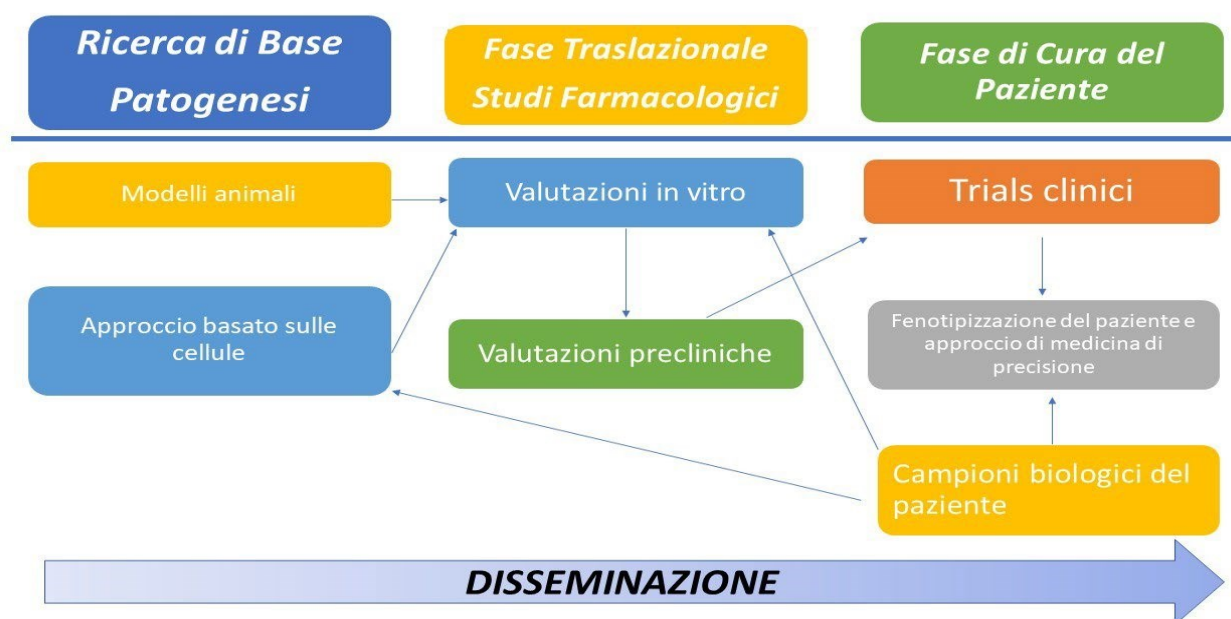 Ricerca di Base
Patogenesi
Fase Traslazionale
Studi Farmacologici
Fase di Cura del
Paziente
Modelli animali
Valutazioni in vitro
Trials clinici
Approccio basato sulle
cellule
Valutazioni precliniche
Fenotipizzazione del paziente e
approccio di medicina di
precisione
Campioni biologici del
paziente
DISSEMINAZIONE